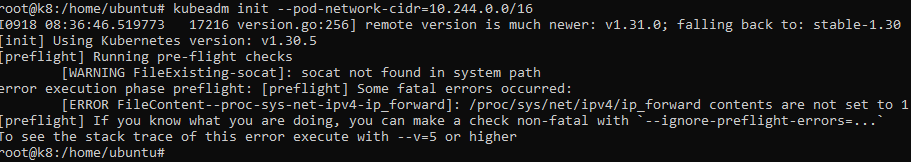 root@k8:/home/ubuntu# kubeadm init --pod-network-cidr=10.244.0.0/16
I0918 08:36:46.519773   17216 version.go:256] remote version is much newer: v1.31.0; falling back to: stable-1.30
[init] Using Kubernetes version: v1.30.5
[preflight] Running pre-flight checks
        [WARNING FileExisting-socat]: socat not found in system path
error execution phase preflight: [preflight] Some fatal errors occurred:
        [ERROR FileContent--proc-sys-net-ipv4-ip_forward]: /proc/sys/net/ipv4/ip_forward contents are not set to 1
[preflight] If you know what you are doing, you can make a check non-fatal with `--ignore-preflight-errors=...`
To see the stack trace of this error execute with --v=5 or higher
root@k8:/home/ubuntu#